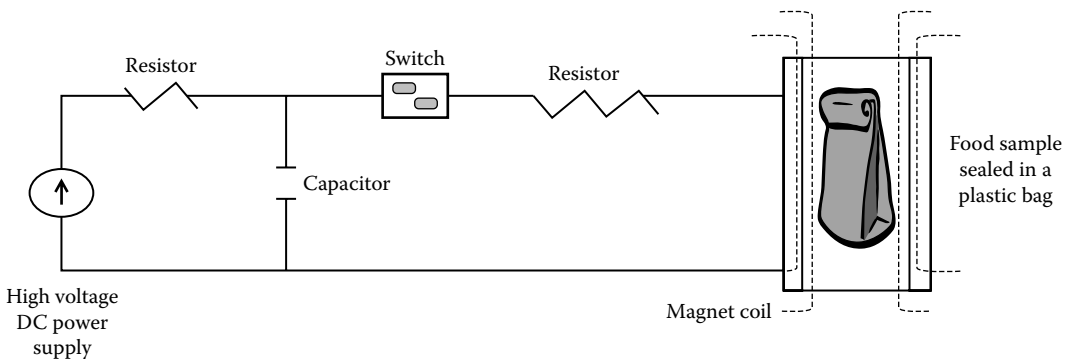 Resistor
Switch
Resistor
Capacitor
Food sample
sealed in a
plastic bag
High voltage
DC power
supply
Magnet coil